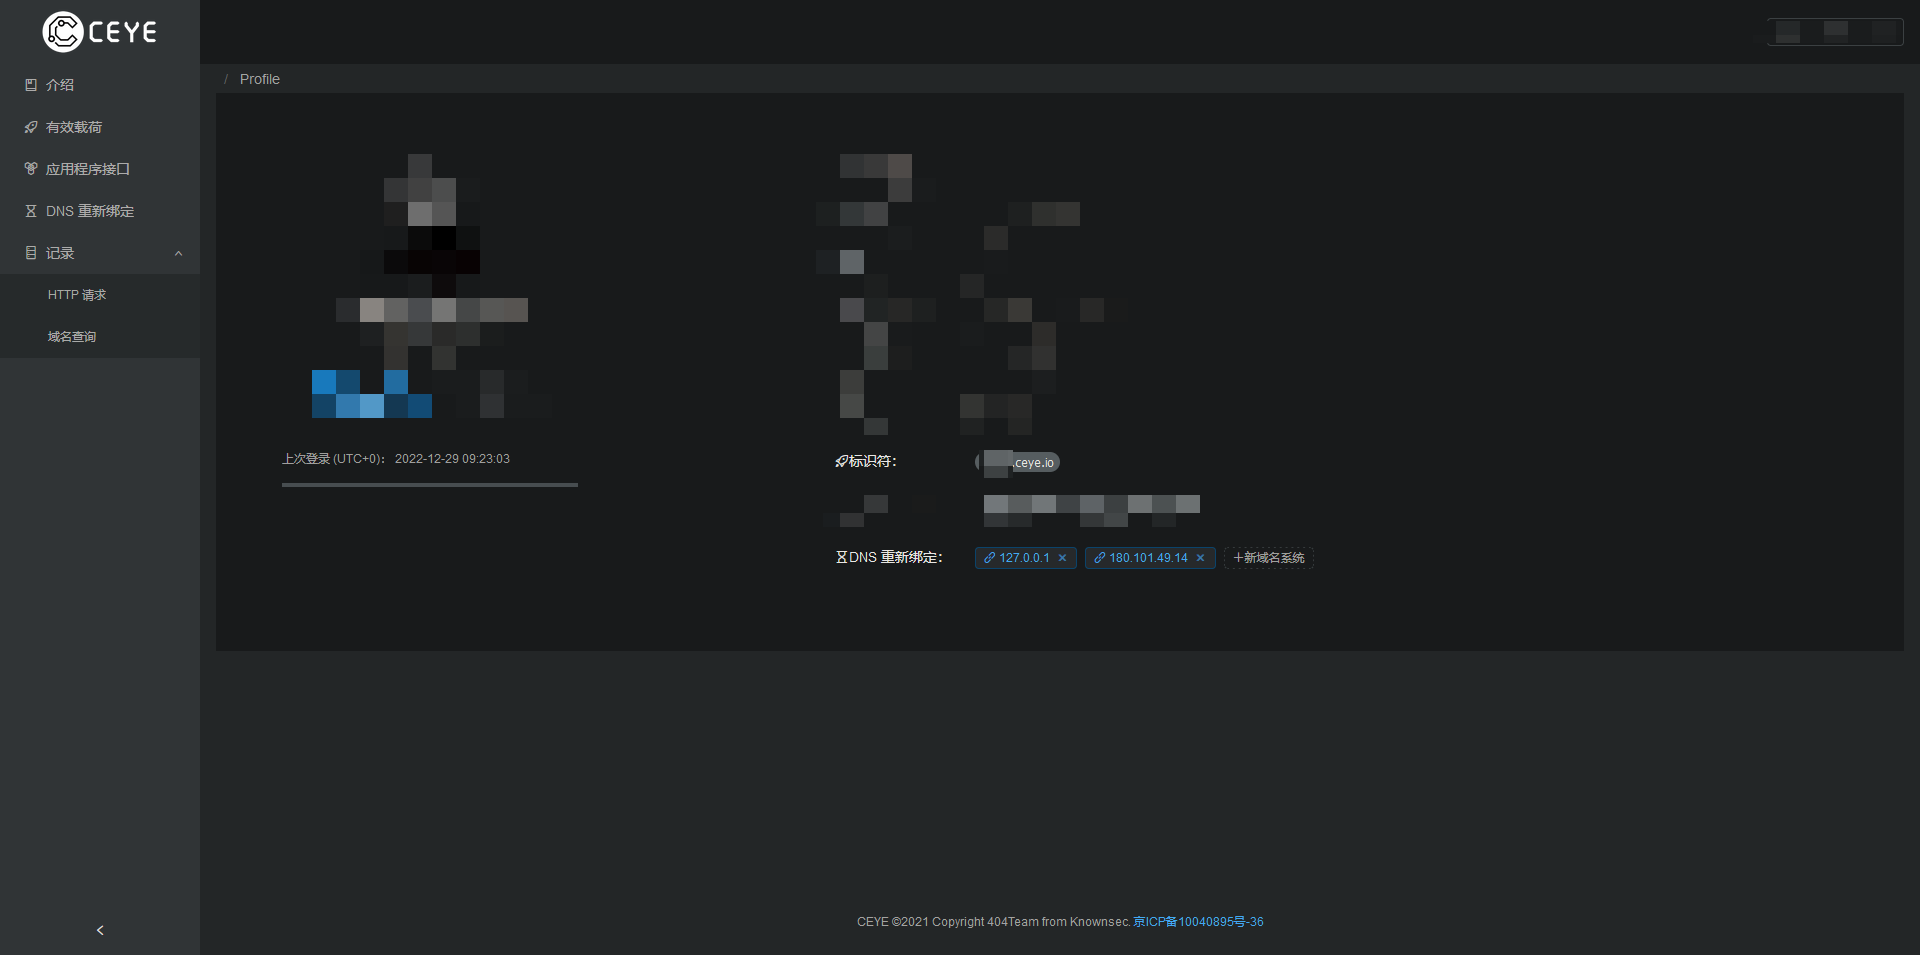 CEYE
介绍
有效载荷
应用程序接口
DNS 重新绑定
记录
HTTP 请求
域名查询
/ Profile
上次登录 (UTC+0): 2022-12-29 09:23:03
标识符:
.ceye.io
DNS 重新绑定:
127.0.0.1 ×
180.101.49.14 ×
+新域名系统
CEYE ©2021 Copyright 404Team from Knownsec. 京ICP备10040895号-36